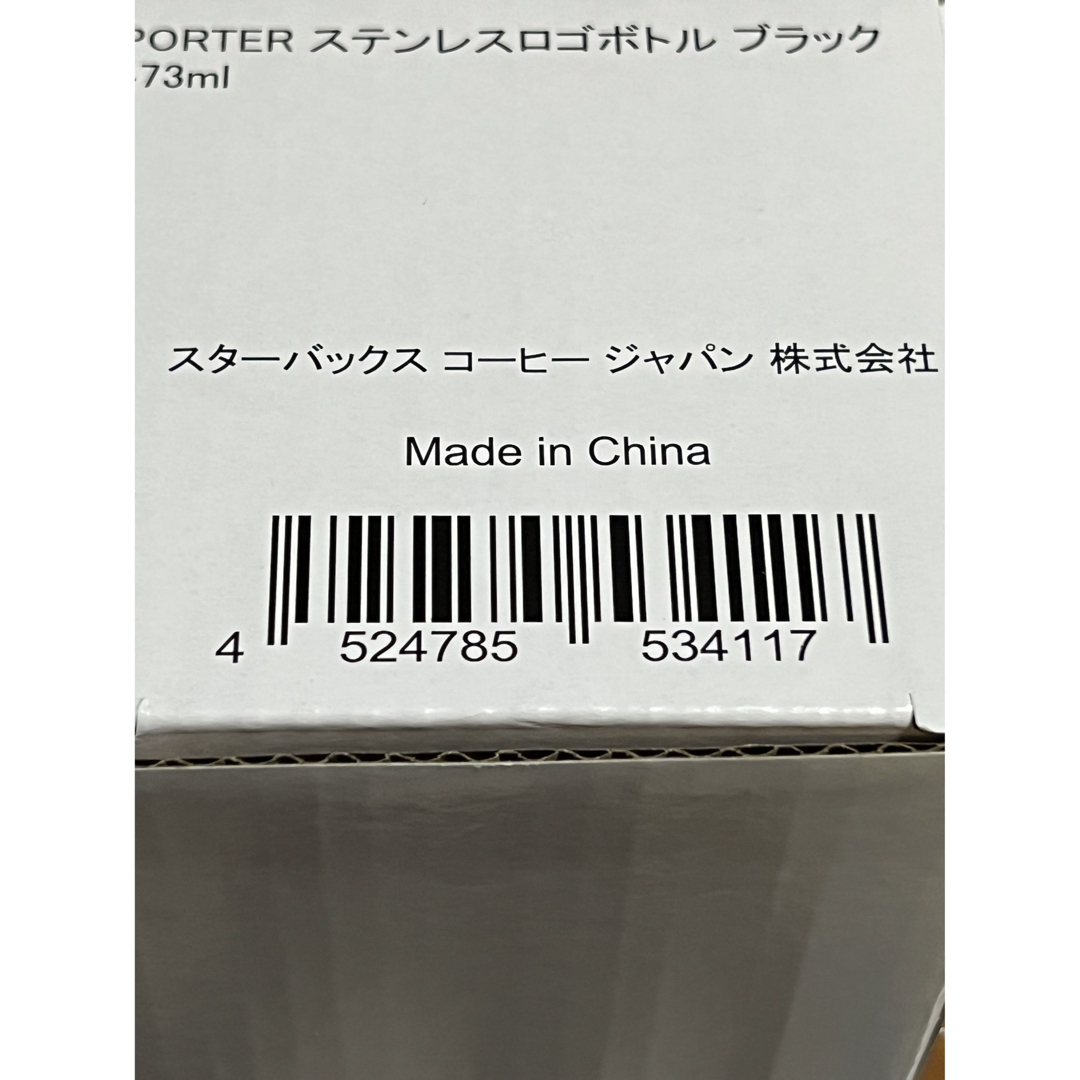 PORTER ステンレスロゴボトル ブラック
73ml
スターバックス コーヒー ジャパン 株式会社
Made in China
4 524785 534117